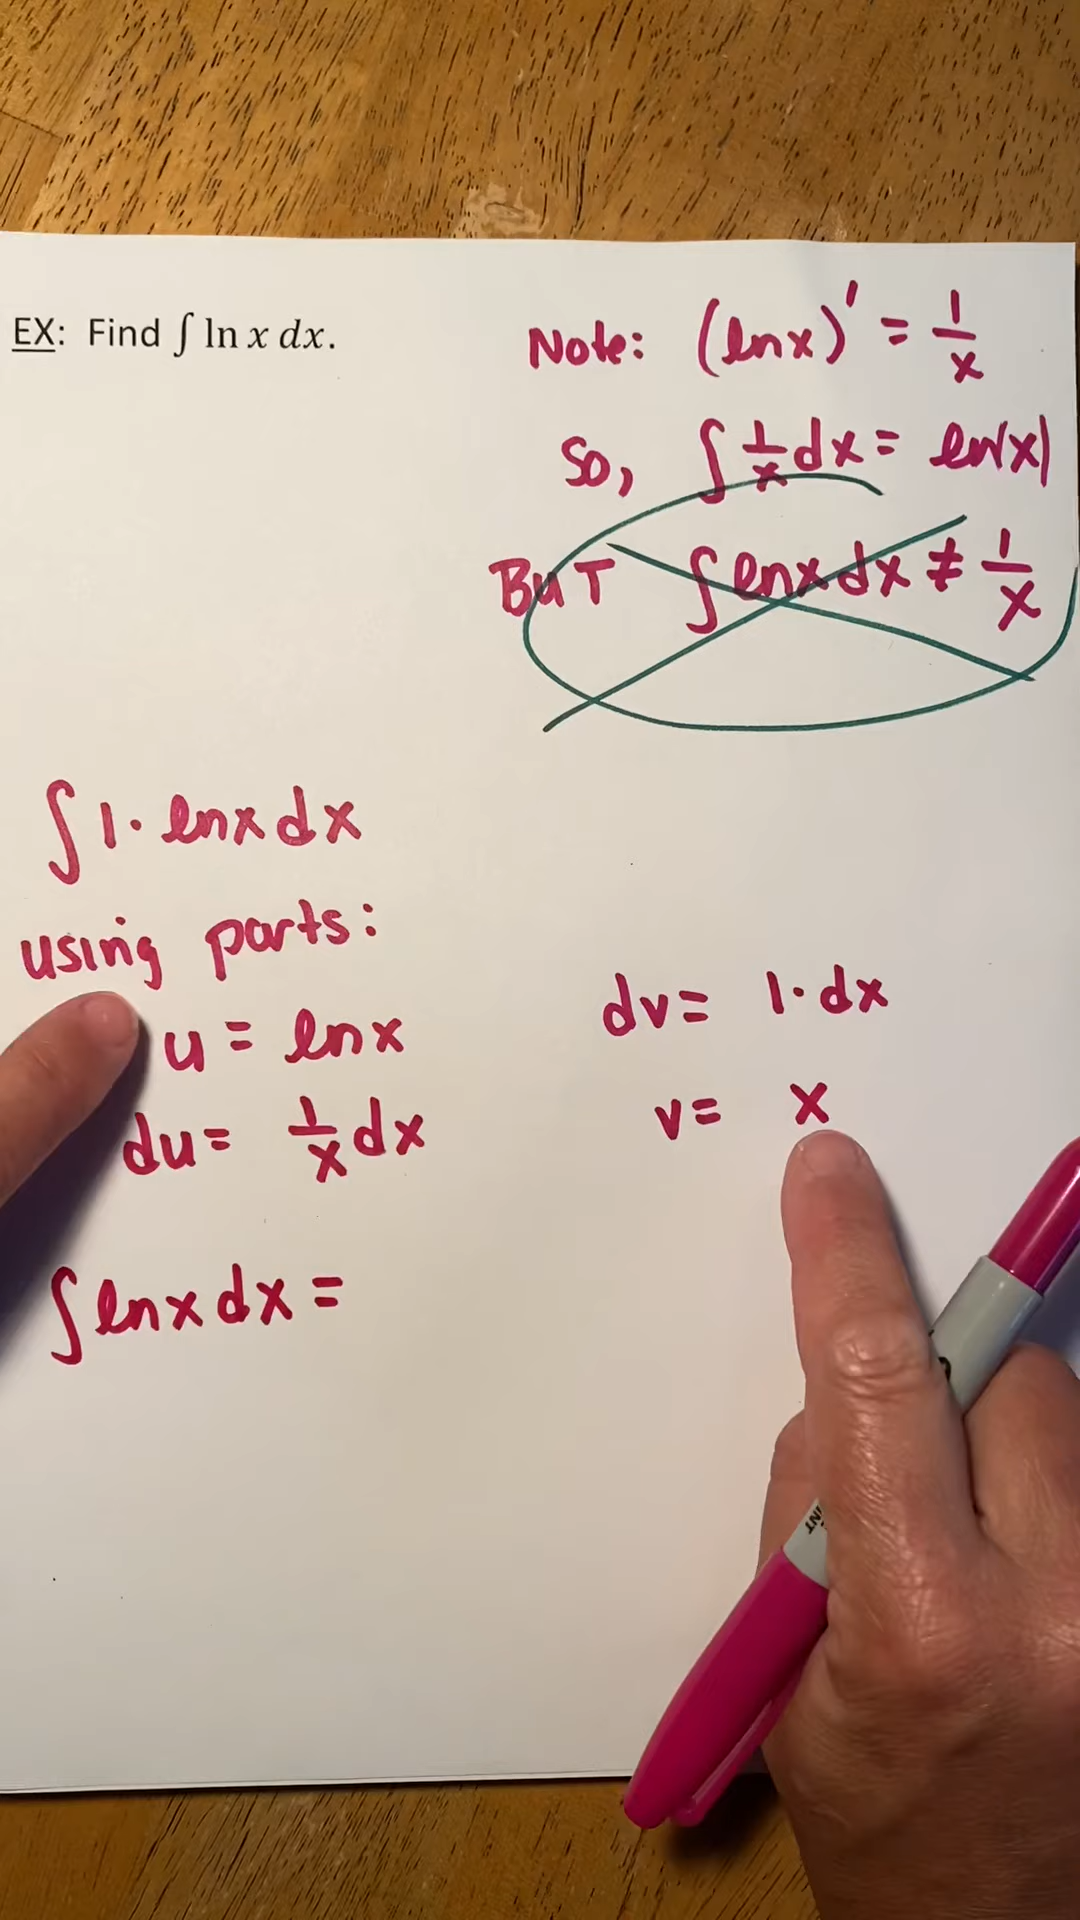 EX: Find ∫ ln x dx.
Note: (ln x)' = 1/x
So, ∫ 1/x dx = ln|x|
BuT ∫ ln x dx ≠ 1/x
∫ 1 · ln x dx
using parts:
u = ln x
dv = 1 · dx
du = 1/x dx
v = x
∫ ln x dx =